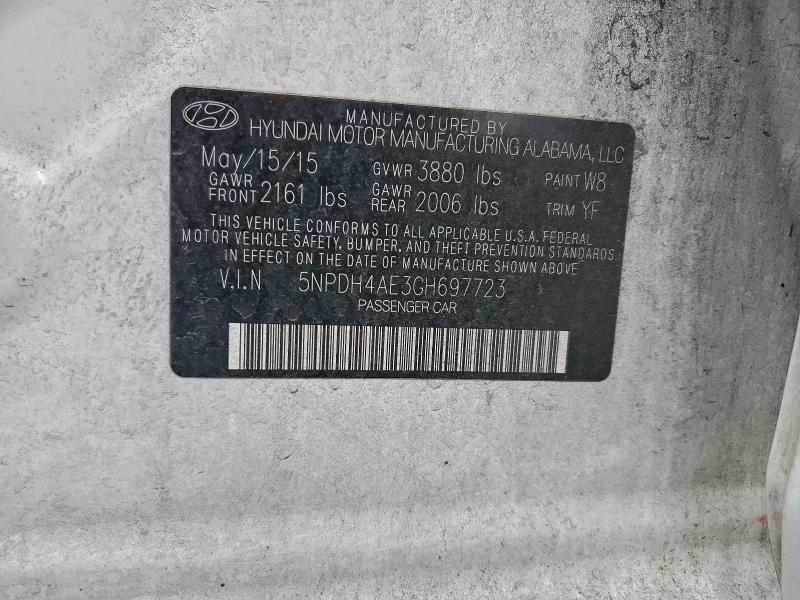 MANUFACTURED BY
HYUNDAI MOTOR MANUFACTURING ALABAMA, LLC
May/15/15 GVWR 3880 lbs PAINT W8
GAWR FRONT 2161 lbs GAWR REAR 2006 lbs TRIM YF
THIS VEHICLE CONFORMS TO ALL APPLICABLE U.S.A. FEDERAL
MOTOR VEHICLE SAFETY, BUMPER, AND THEFT PREVENTION STANDARDS
IN EFFECT ON THE DATE OF MANUFACTURE SHOWN ABOVE
V.I.N 5NPDH4AE3GH697723
PASSENGER CAR